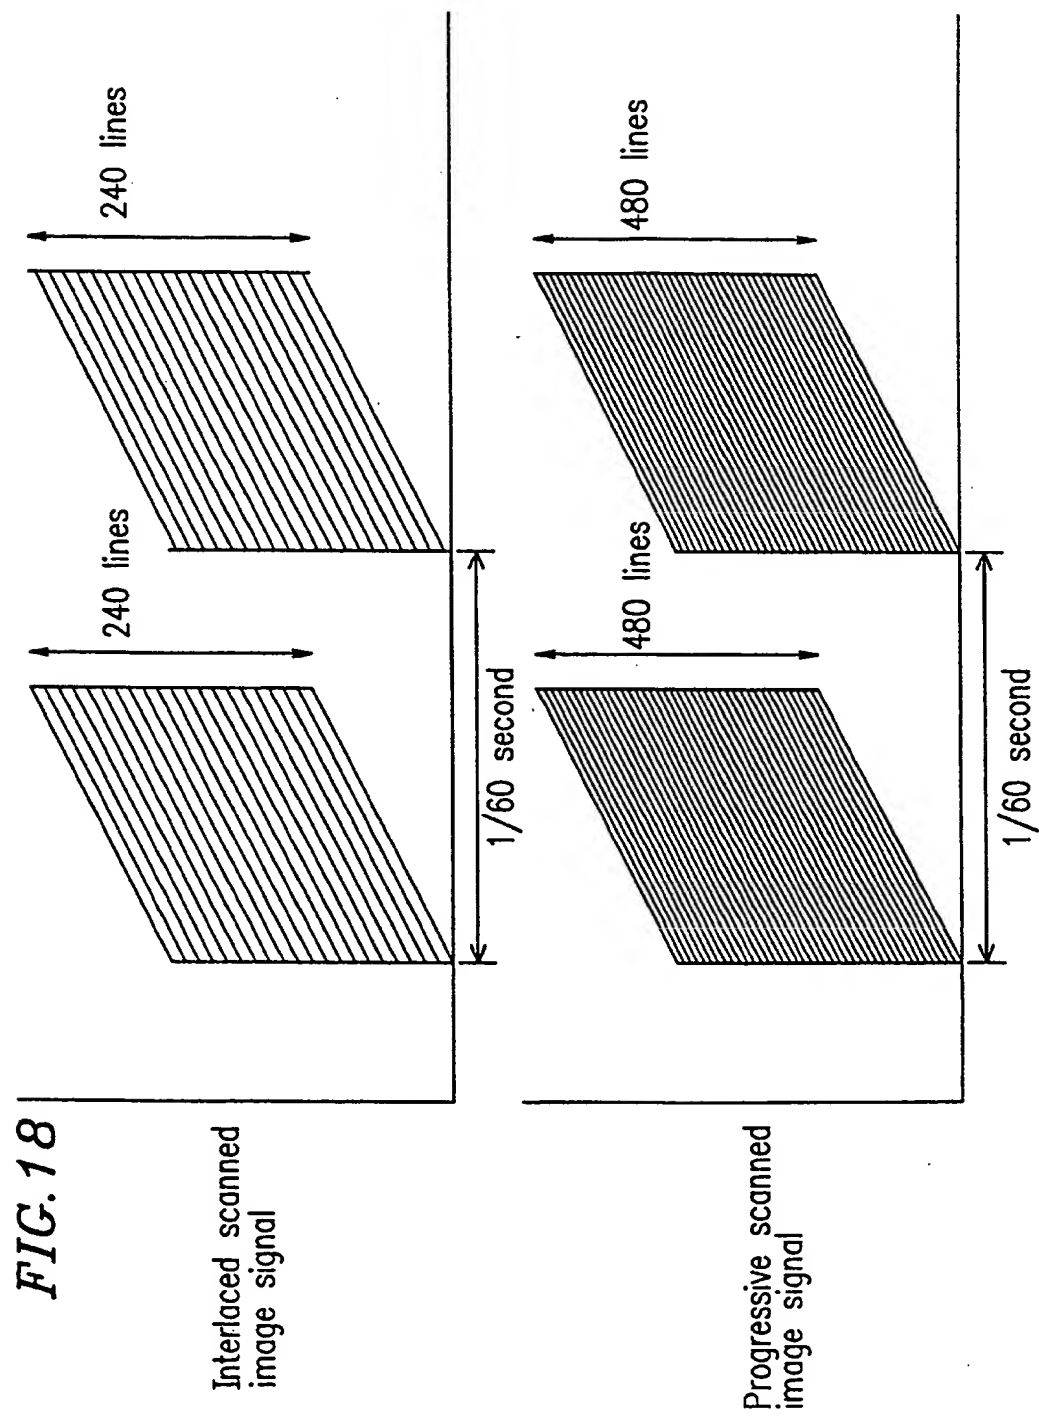 FIG.18
Interlaced scanned
image signal
240 lines
240 lines
1/60 second
Progressive scanned
image signal
480 lines
480 lines
1/60 second